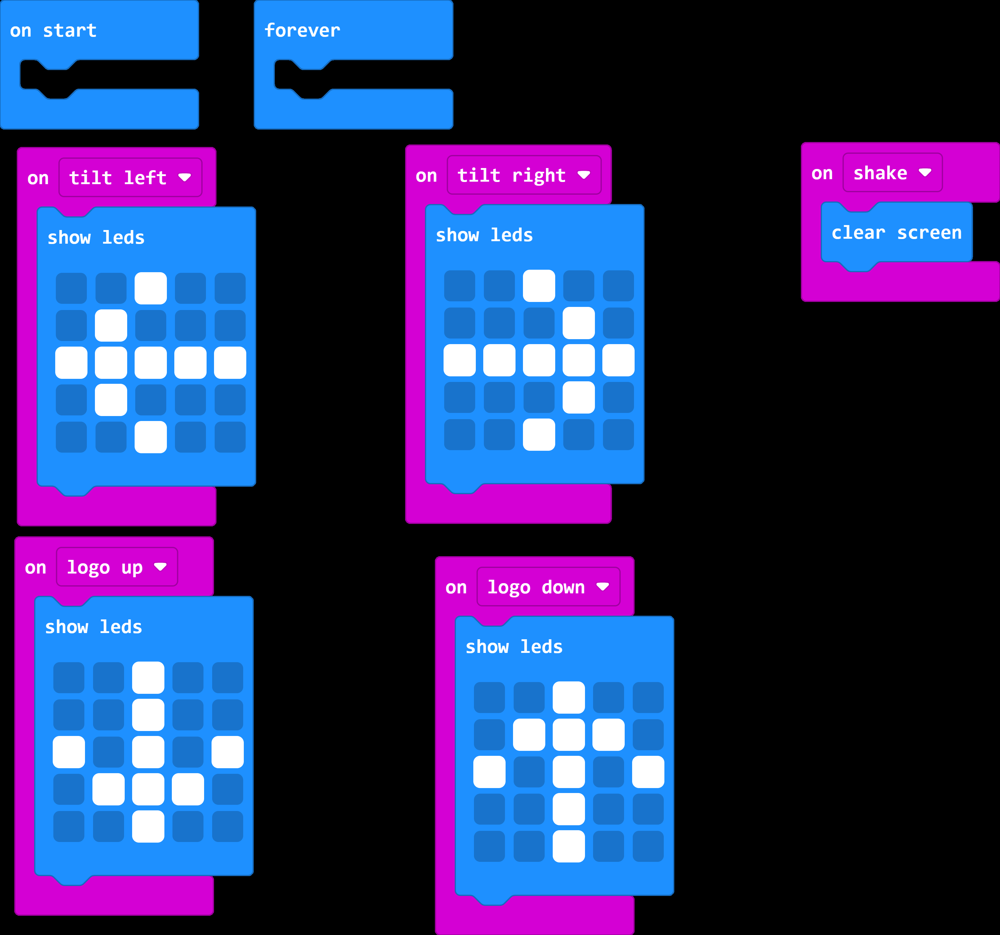 on start
forever
on tilt left
show leds
on tilt right
show leds
on shake
clear screen
on logo up
show leds
on logo down
show leds